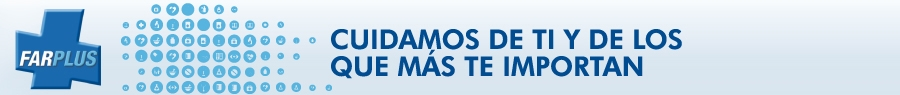 FARPLUS
CUIDAMOS DE TI Y DE LOS
QUE MÁS TE IMPORTAN